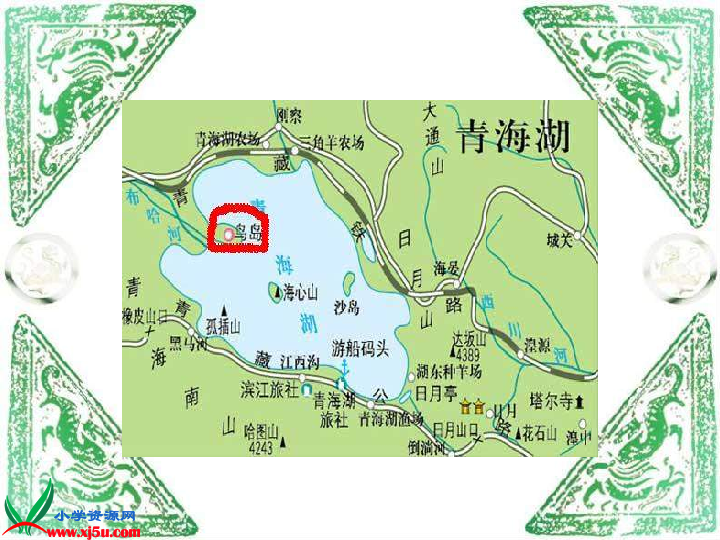 青海湖
刚察
青海湖农场
三角羊农场
大通山
藏
青
布哈河
鸟岛
青海湖
铁
日月山
城关
海晏
路
西川河
海心山
沙岛
青海南山
橡皮山口
孤插山
青
黑马河
达坂山
4389
湟源
游船码头
藏
江西沟
湖东种羊场
滨江旅社
青海湖旅社
公
日月亭
日月
塔尔寺
青海湖渔场
日月山口
路
花石山
湟中
哈图山
4243
倒淌河
小学资源网
www.xj5u.com